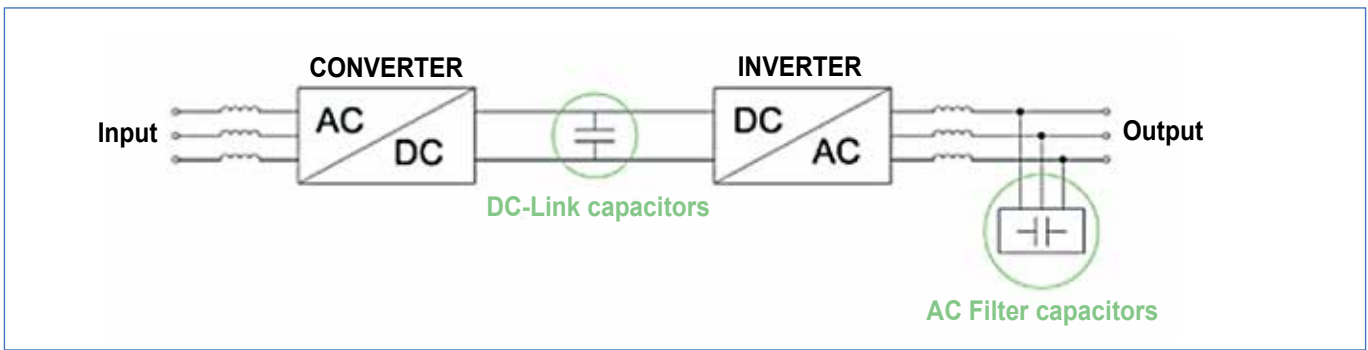 CONVERTER
INVERTER
Input
AC
DC
DC
AC
Output
DC-Link capacitors
AC Filter capacitors